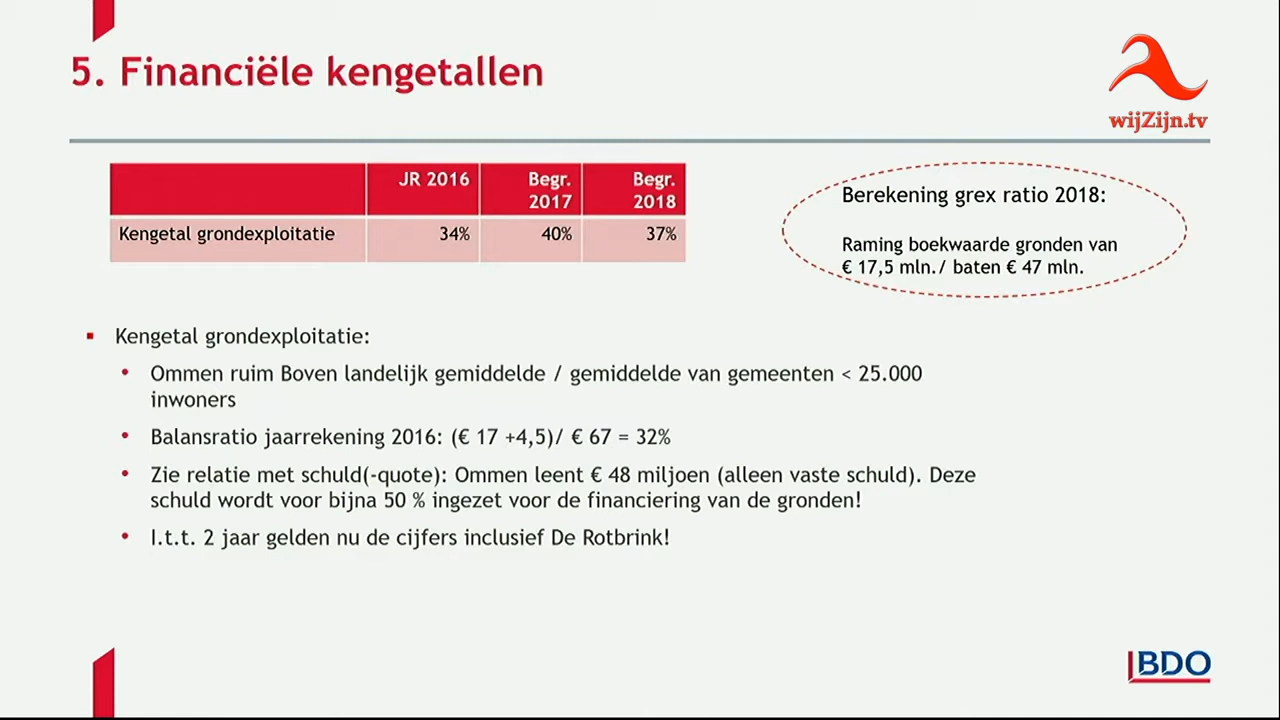 5. Financiële kengetallen
wijZijn.tv
JR 2016 Begr. 2017 Begr. 2018
Kengetal grondexploitatie 34% 40% 37%
Berekening grex ratio 2018:
Raming boekwaarde gronden van
€ 17,5 mln./ baten € 47 mln.
▪ Kengetal grondexploitatie:
• Ommen ruim Boven landelijk gemiddelde / gemiddelde van gemeenten < 25.000
inwoners
• Balansratio jaarrekening 2016: (€ 17 +4,5)/ € 67 = 32%
• Zie relatie met schuld(-quote): Ommen leent € 48 miljoen (alleen vaste schuld). Deze
schuld wordt voor bijna 50 % ingezet voor de financiering van de gronden!
• I.t.t. 2 jaar gelden nu de cijfers inclusief De Rotbrink!
BDO